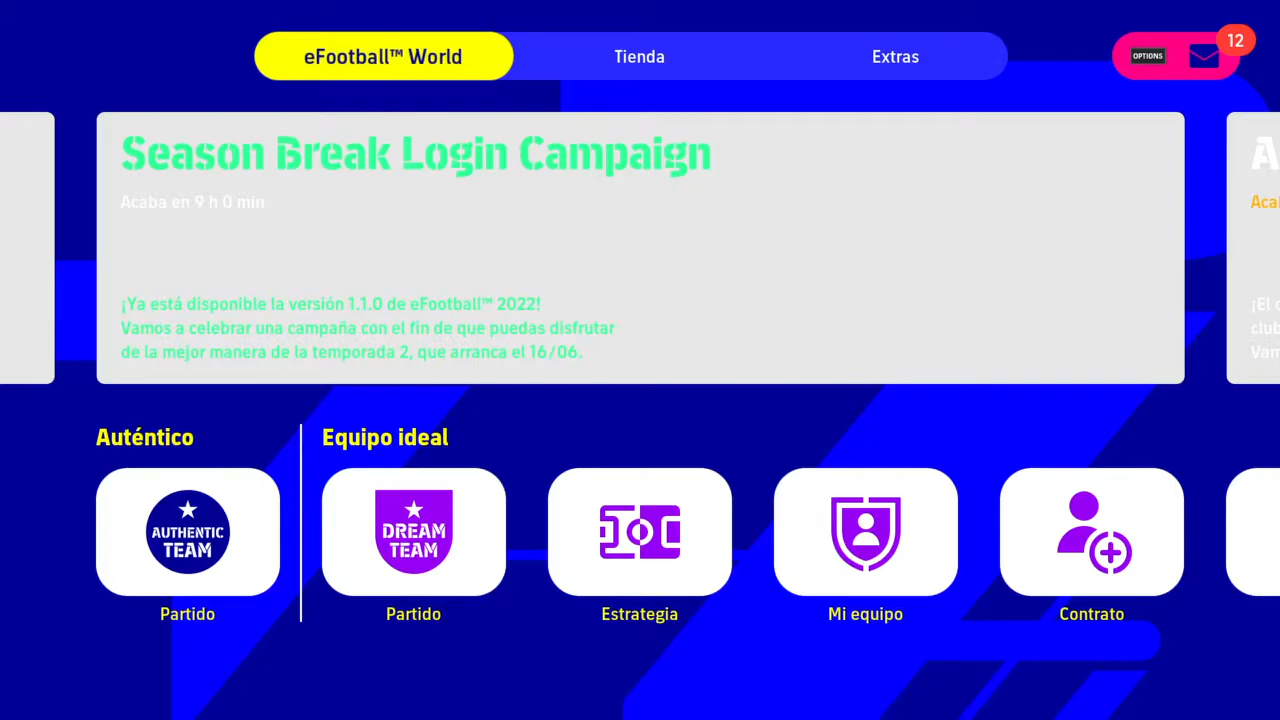 eFootball™ World
Tienda
Extras
OPTIONS
12
Season Break Login Campaign
Acaba en 9 h 0 min
¡Ya está disponible la versión 1.1.0 de eFootball™ 2022!
Vamos a celebrar una campaña con el fin de que puedas disfrutar
de la mejor manera de la temporada 2, que arranca el 16/06.
A
¡El
Auténtico
Equipo ideal
AUTHENTIC
TEAM
DREAM
TEAM
Partido
Partido
Estrategia
Mi equipo
Contrato